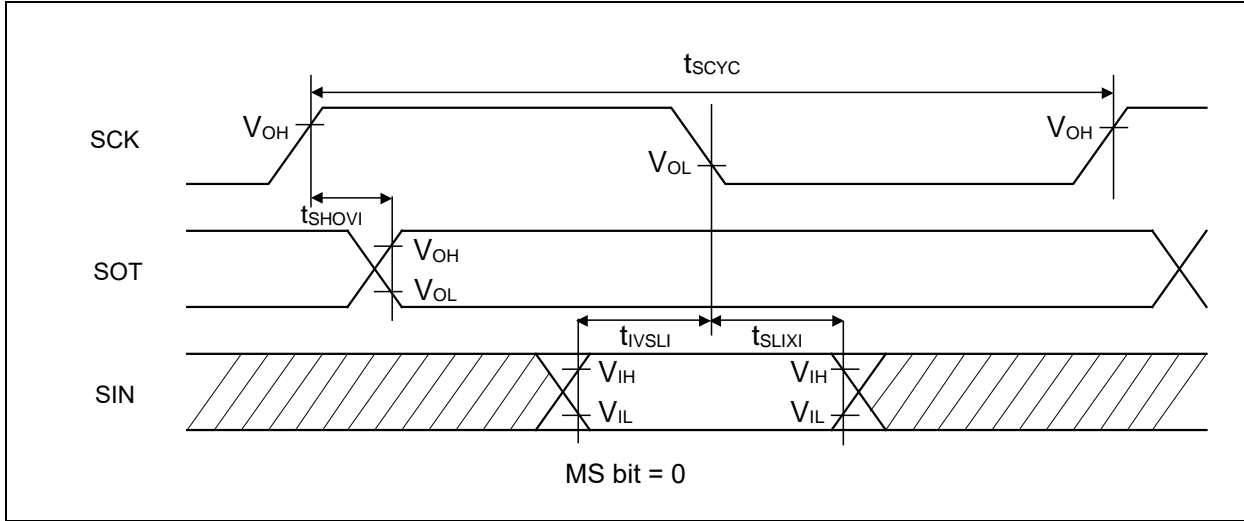 tSCYC
SCK
VOH
VOL
VOH
tSHOVI
SOT
VOH
VOL
tIVSLI
tSLIXI
SIN
VIH
VIL
VIH
VIL
MS bit = 0